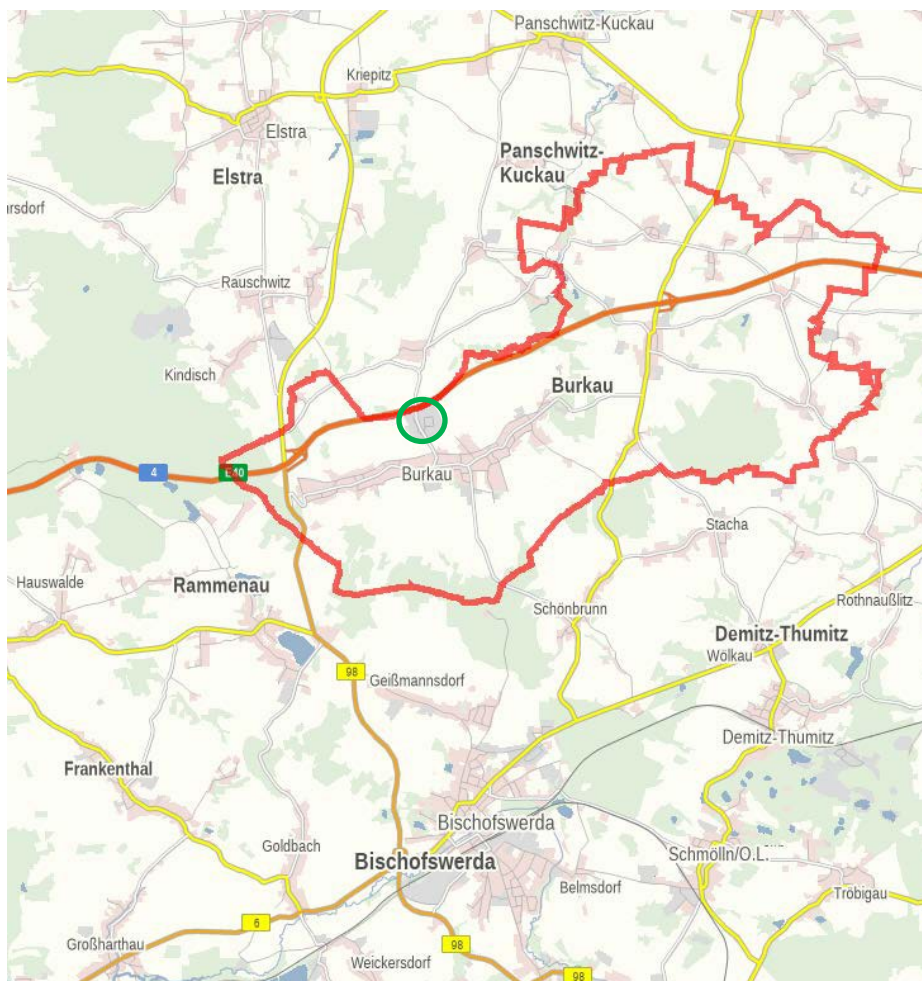 Panschwitz-Kuckau
Kriepitz
Elstra
Panschwitz-
Kuckau
Elstra
Rauschwitz
Kindisch
Burkau
4
E40
Burkau
Stacha
Hauswalde
Rammenau
Schönbrunn
Rothnaußlitz
Demitz-Thumitz
Wölkau
98
Geißmannsdorf
Demitz-Thumitz
Frankenthal
Bischofswerda
Goldbach
Bischofswerda
Schmölln/O.L.
Belmsdorf
Tröbigau
6
Großharthau
98
Weickersdorf
98